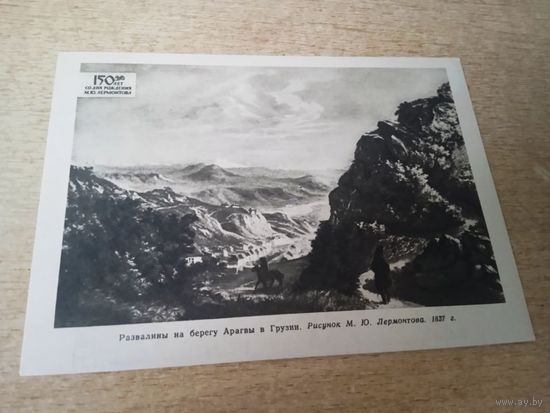 150 ЛЕТ
СО ДНЯ РОЖДЕНИЯ
М.Ю. ЛЕРМОНТОВА
Развалины на берегу Арагвы в Грузии. Рисунок М. Ю. Лермонтова. 1837 г.
www.ay.by